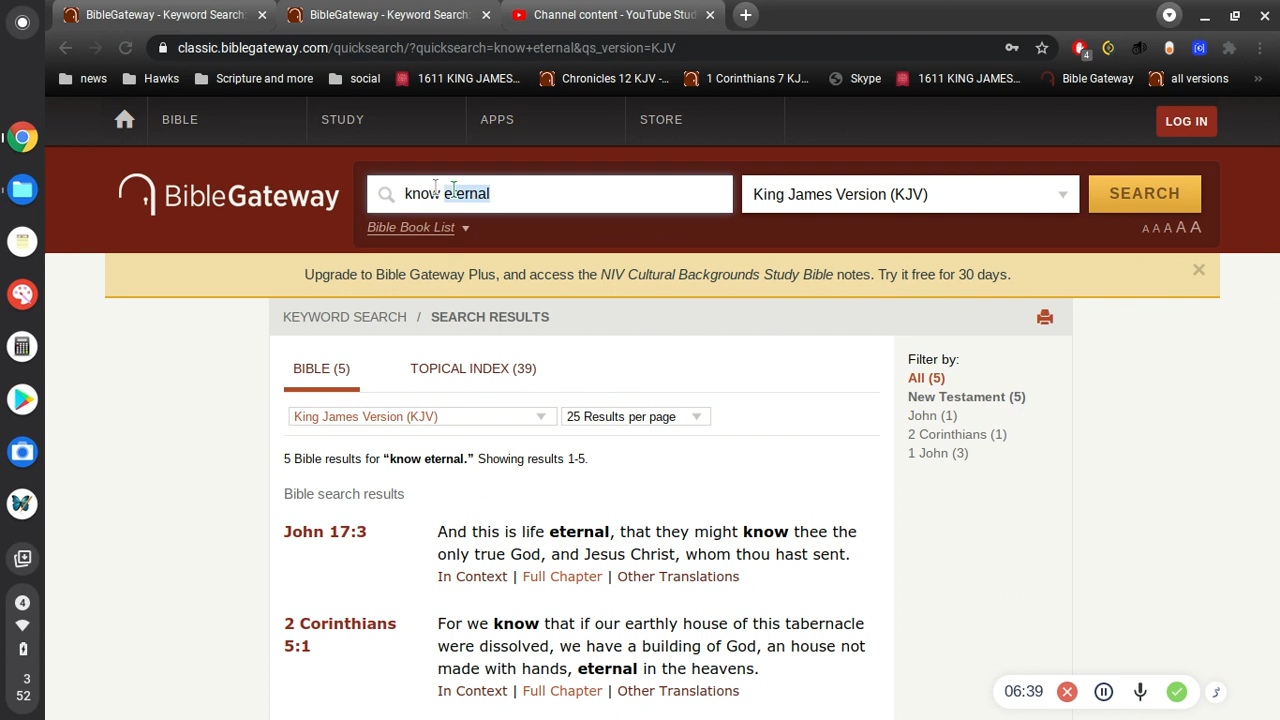 BibleGateway - Keyword Search:
BibleGateway - Keyword Search:
Channel content - YouTube Stud
classic.biblegateway.com/quicksearch/?quicksearch=know+eternal&qs_version=KJV
4
news
Hawks
Scripture and more
social
1611 KING JAMES...
Chronicles 12 KJV -...
1 Corinthians 7 KJ...
Skype
1611 KING JAMES...
Bible Gateway
all versions
»
BIBLE
STUDY
APPS
STORE
LOG IN
BibleGateway
know eternal
King James Version (KJV)
SEARCH
Bible Book List
A A A A A
Upgrade to Bible Gateway Plus, and access the NIV Cultural Backgrounds Study Bible notes. Try it free for 30 days.
KEYWORD SEARCH / SEARCH RESULTS
BIBLE (5)
TOPICAL INDEX (39)
King James Version (KJV)
25 Results per page
5 Bible results for “know eternal.” Showing results 1-5.
Bible search results
John 17:3
And this is life eternal, that they might know thee the
only true God, and Jesus Christ, whom thou hast sent.
In Context | Full Chapter | Other Translations
2 Corinthians
5:1
For we know that if our earthly house of this tabernacle
were dissolved, we have a building of God, an house not
made with hands, eternal in the heavens.
In Context | Full Chapter | Other Translations
Filter by:
All (5)
New Testament (5)
John (1)
2 Corinthians (1)
1 John (3)
4
3
52
06:39